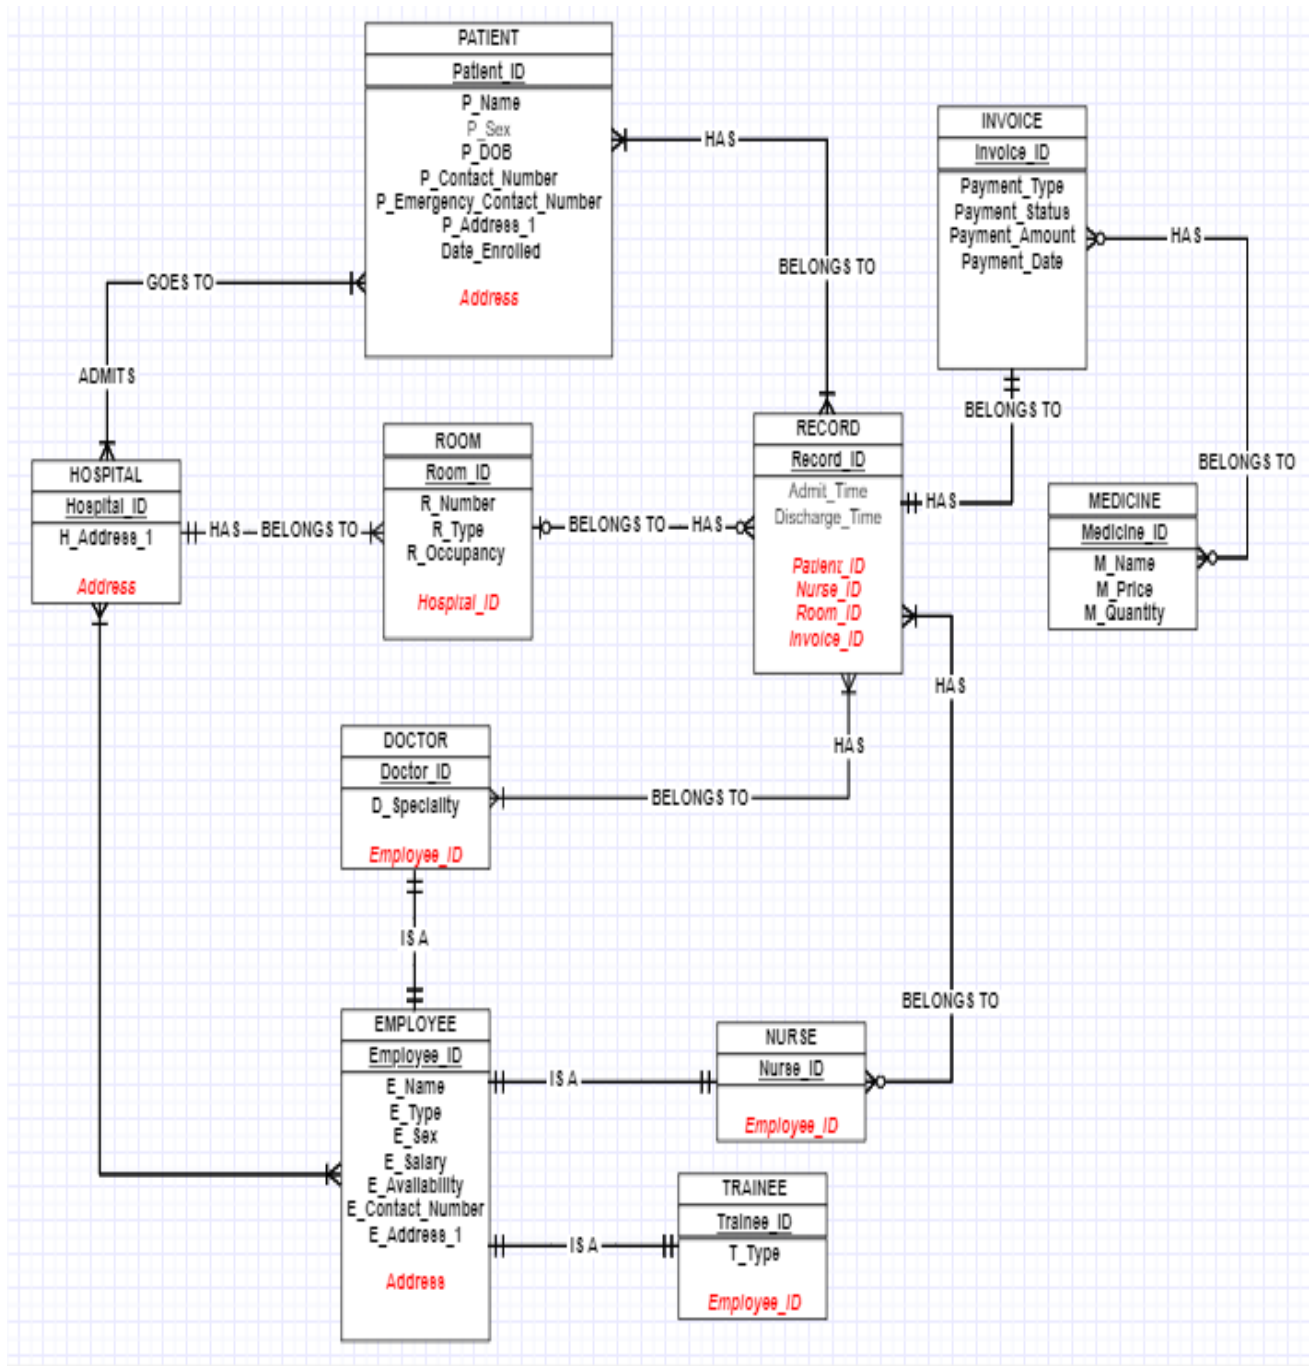 PATIENT
Patient_ID
P_Name
P_Sex
P_DOB
P_Contact_Number
P_Emergency_Contact_Number
P_Address_1
Date_Enrolled
Address
HAS
BELONGS TO
INVOICE
Invoice_ID
Payment_Type
Payment_Status
Payment_Amount
Payment_Date
HAS
BELONGS TO
BELONGS TO
HAS
GOES TO
ADMITS
HOSPITAL
Hospital_ID
H_Address_1
Address
HAS
BELONGS TO
ROOM
Room_ID
R_Number
R_Type
R_Occupancy
Hospital_ID
BELONGS TO
HAS
RECORD
Record_ID
Admit_Time
Discharge_Time
Patient_ID
Nurse_ID
Room_ID
Invoice_ID
MEDICINE
Medicine_ID
M_Name
M_Price
M_Quantity
HAS
BELONGS TO
HAS
BELONGS TO
DOCTOR
Doctor_ID
D_Speciality
Employee_ID
IS A
EMPLOYEE
Employee_ID
E_Name
E_Type
E_Sex
E_Salary
E_Availability
E_Contact_Number
E_Address_1
Address
IS A
NURSE
Nurse_ID
Employee_ID
IS A
TRAINEE
Trainee_ID
T_Type
Employee_ID